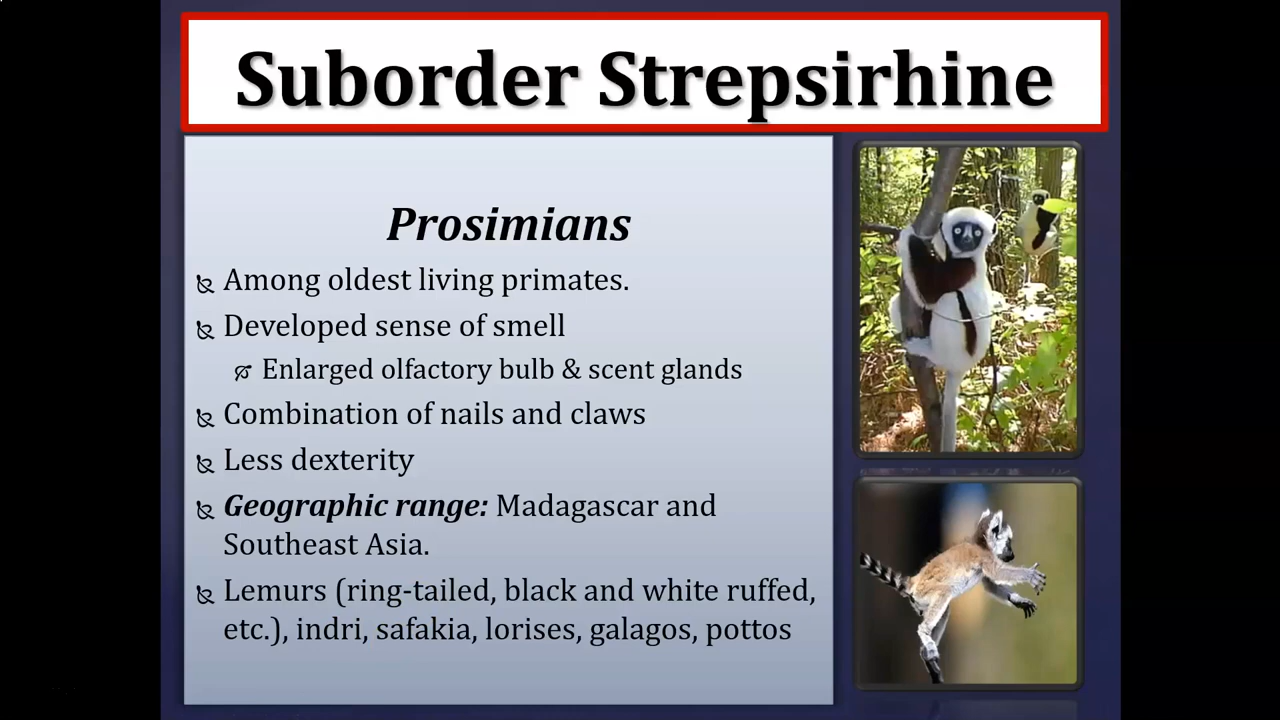 Suborder Strepsirhine
Prosimians
Among oldest living primates.
Developed sense of smell
Enlarged olfactory bulb & scent glands
Combination of nails and claws
Less dexterity
Geographic range: Madagascar and
Southeast Asia.
Lemurs (ring-tailed, black and white ruffed,
etc.), indri, safakia, lorises, galagos, pottos